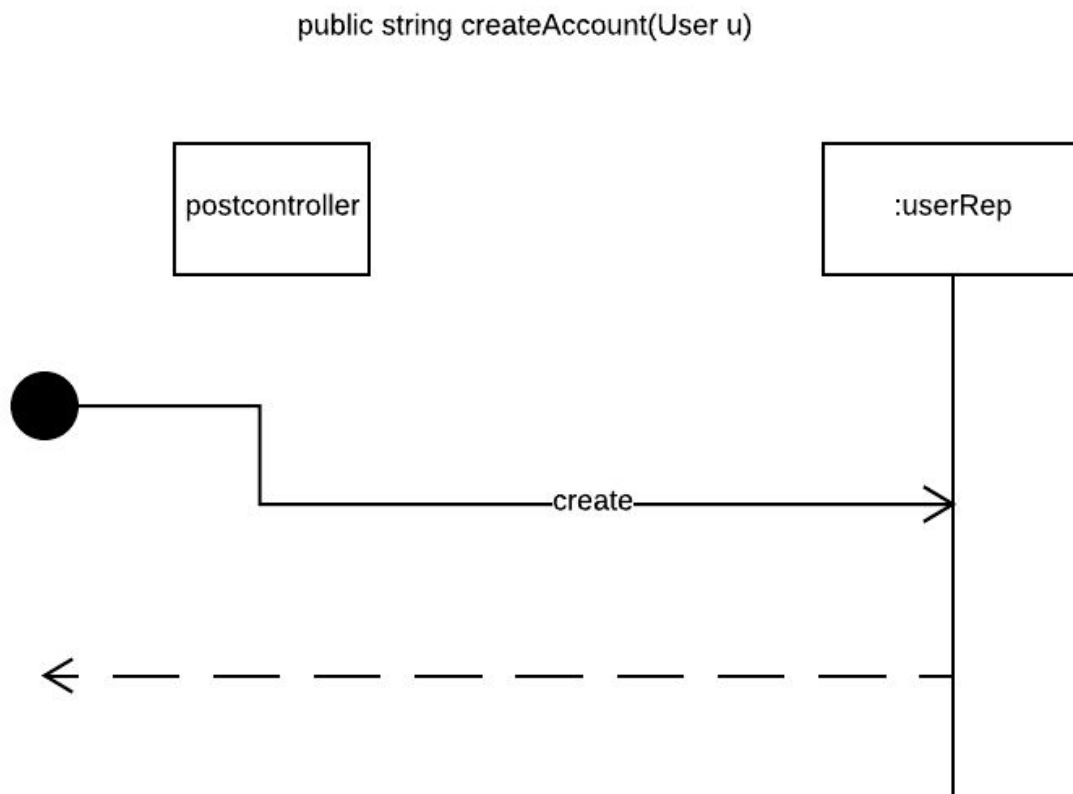 public string createAccount(User u)
postcontroller
:userRep
create